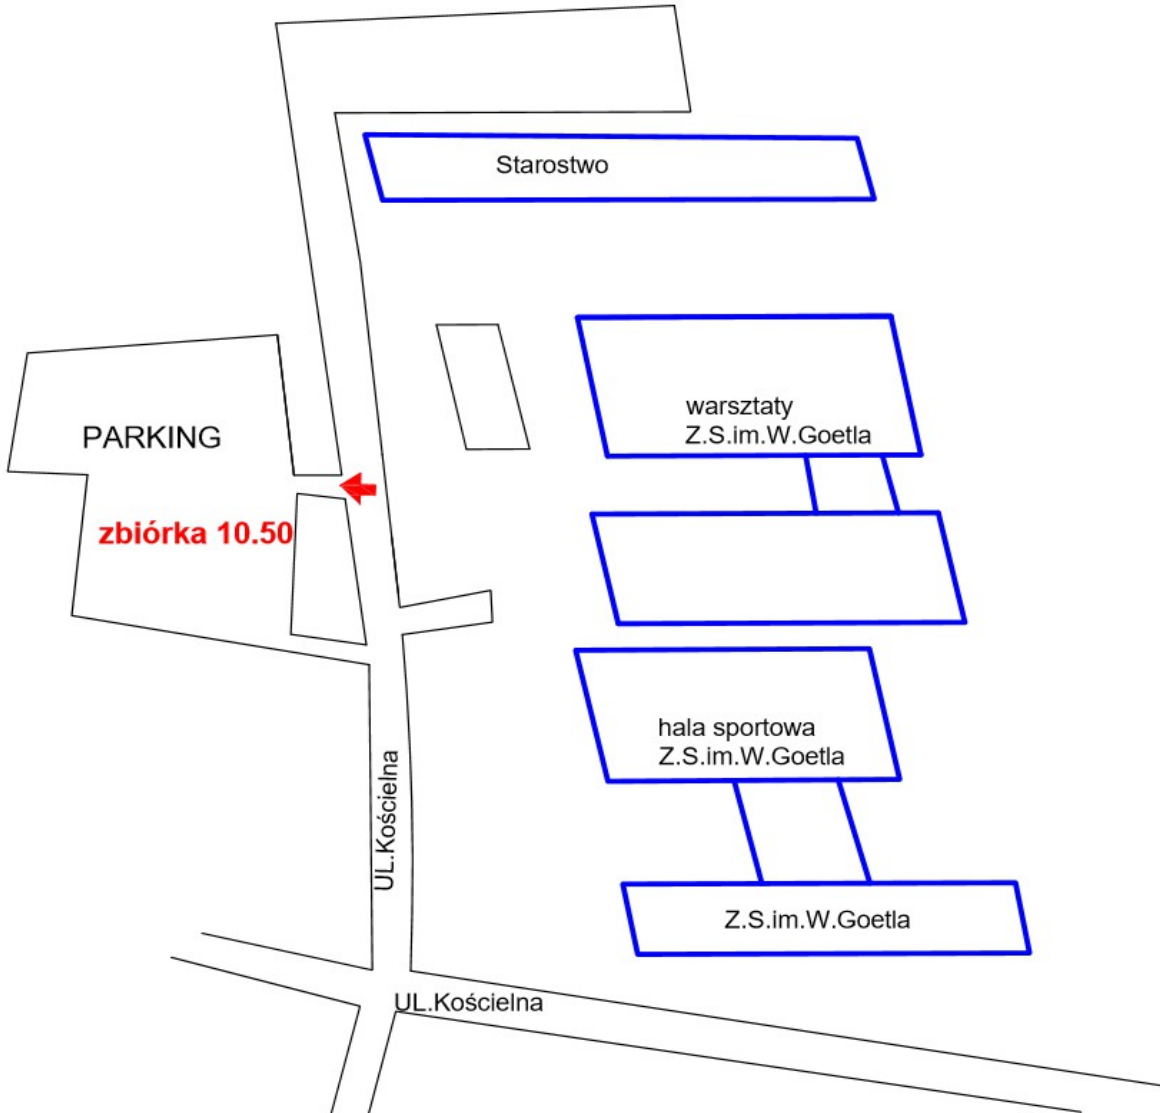 Starostwo
warsztaty
Z.S.im.W.Goetla
PARKING
zbiórka 10.50
hala sportowa
Z.S.im.W.Goetla
UL.Kościelna
Z.S.im.W.Goetla
UL.Kościelna